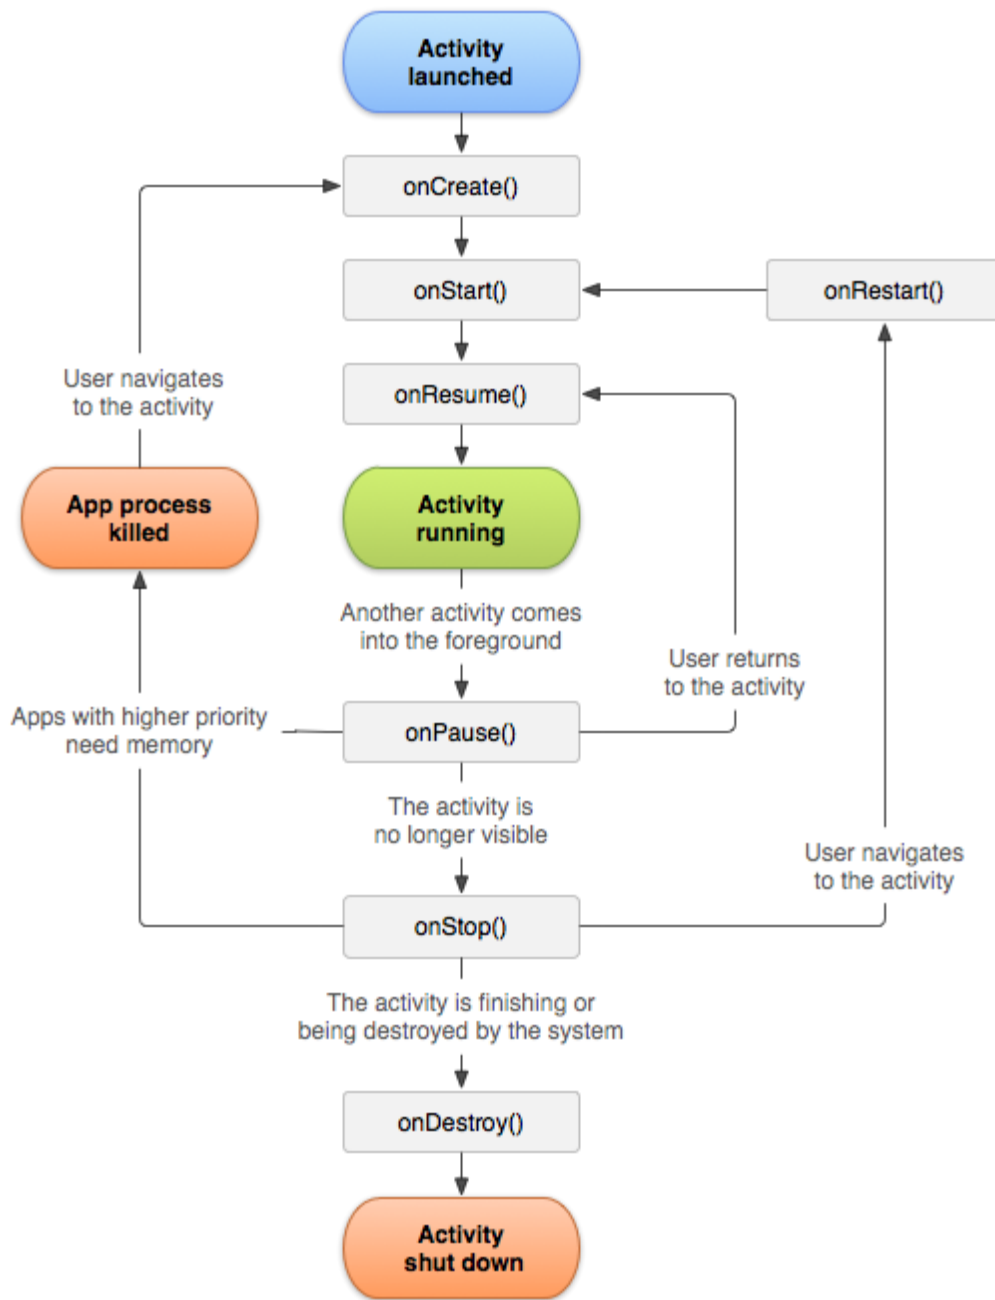 Activity
launched
onCreate()
onStart()
onRestart()
User navigates
to the activity
onResume()
App process
killed
Activity
running
Another activity comes
into the foreground
User returns
to the activity
Apps with higher priority
need memory
onPause()
The activity is
no longer visible
User navigates
to the activity
onStop()
The activity is finishing or
being destroyed by the system
onDestroy()
Activity
shut down